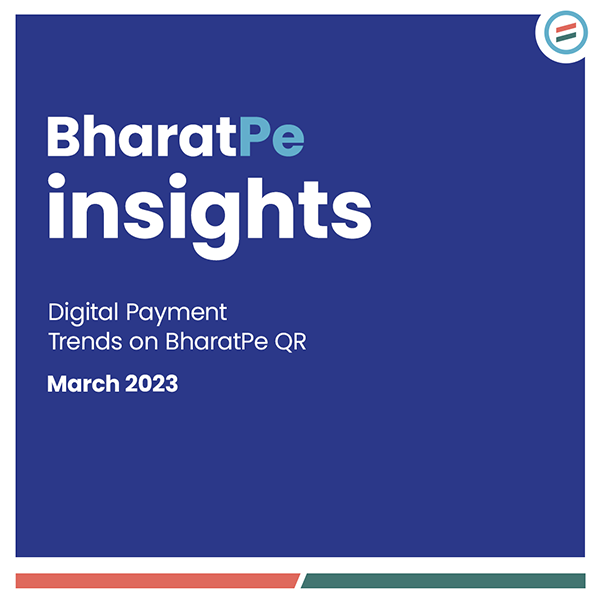 BharatPe
insights
Digital Payment
Trends on BharatPe QR
March 2023